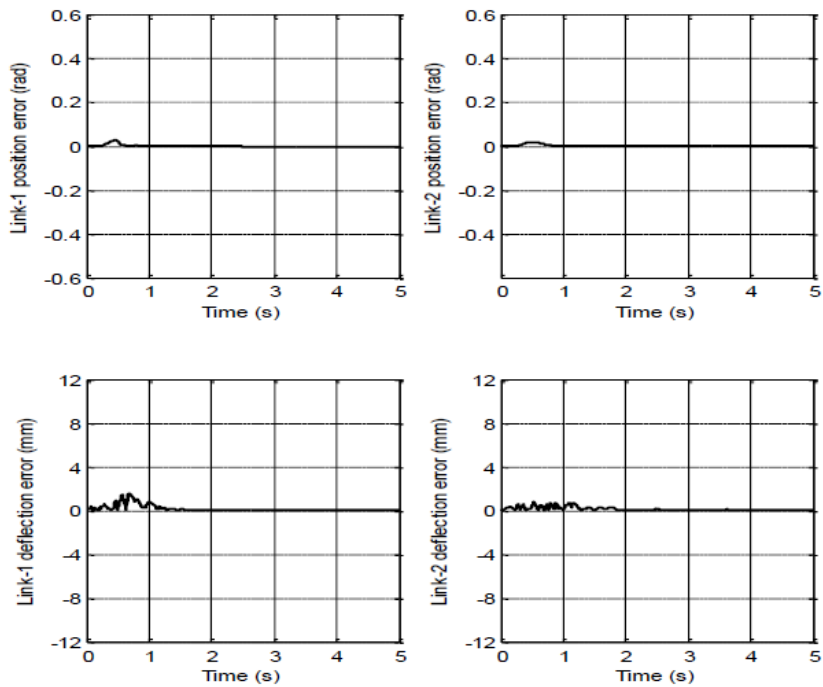 Link-1 position error (rad)
0.6
0.4
0.2
0
-0.2
-0.4
-0.6
0 1 2 3 4 5
Time (s)
Link-2 position error (rad)
0.6
0.4
0.2
0
-0.2
-0.4
0 1 2 3 4 5
Time (s)
Link-1 deflection error (mm)
12
8
4
0
-4
-8
-12
0 1 2 3 4 5
Time (s)
Link-2 deflection error (mm)
12
8
4
0
-4
-8
-12
0 1 2 3 4 5
Time (s)